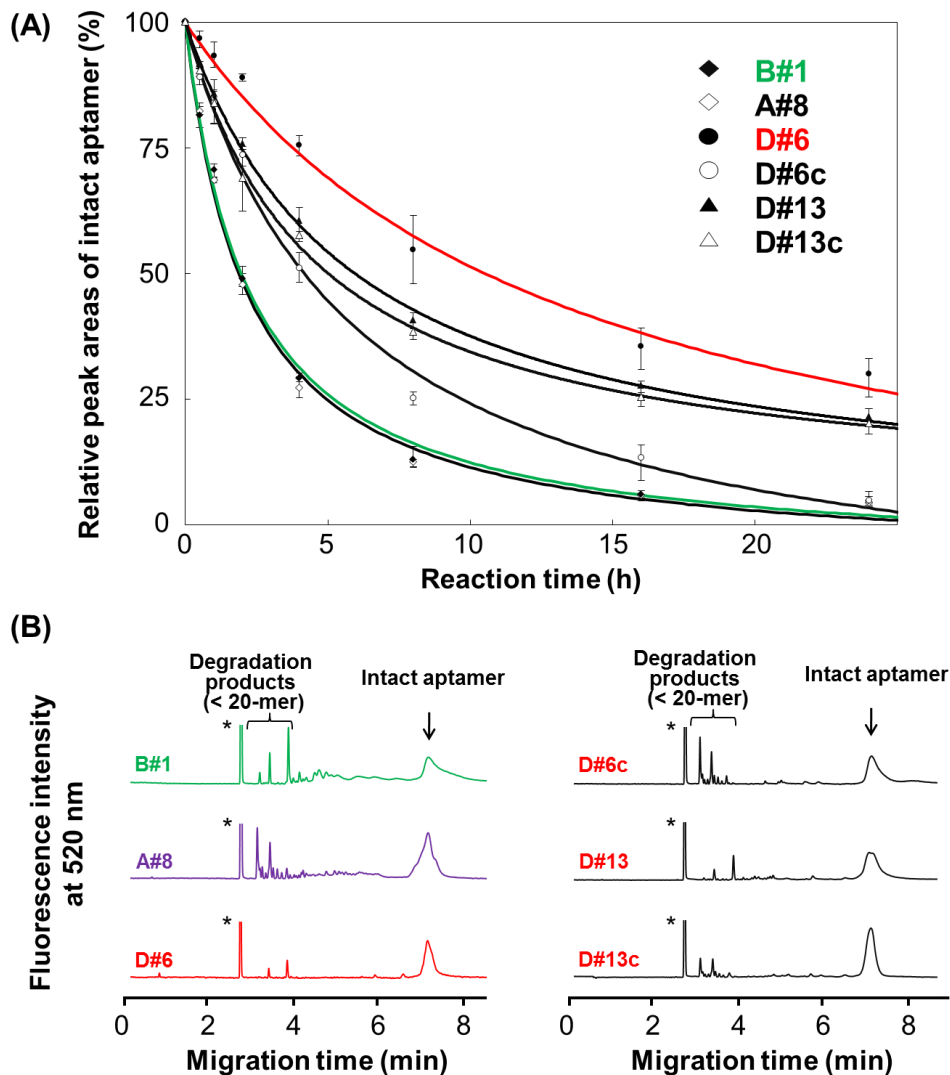 (A)
Relative peak areas of intact aptamer (%)
100
75
50
25
0
0
5
10
15
20
Reaction time (h)
B#1
A#8
D#6
D#6c
D#13
D#13c
(B)
Fluorescence intensity
at 520 nm
Degradation
products
(< 20-mer)
Intact aptamer
*
B#1
*
A#8
*
D#6
0
2
4
6
8
Migration time (min)
Degradation
products
(< 20-mer)
Intact aptamer
*
D#6c
*
D#13
*
D#13c
0
2
4
6
8
Migration time (min)